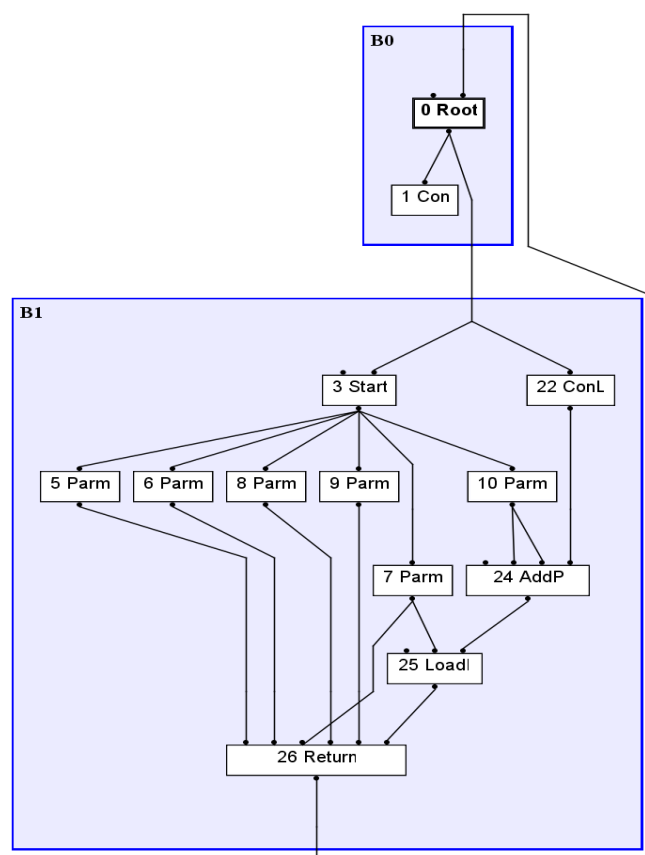 B0
0 Root
1 Con
B1
3 Start
22 ConL
5 Parm
6 Parm
8 Parm
9 Parm
10 Parm
7 Parm
24 AddP
25 LoadI
26 Return